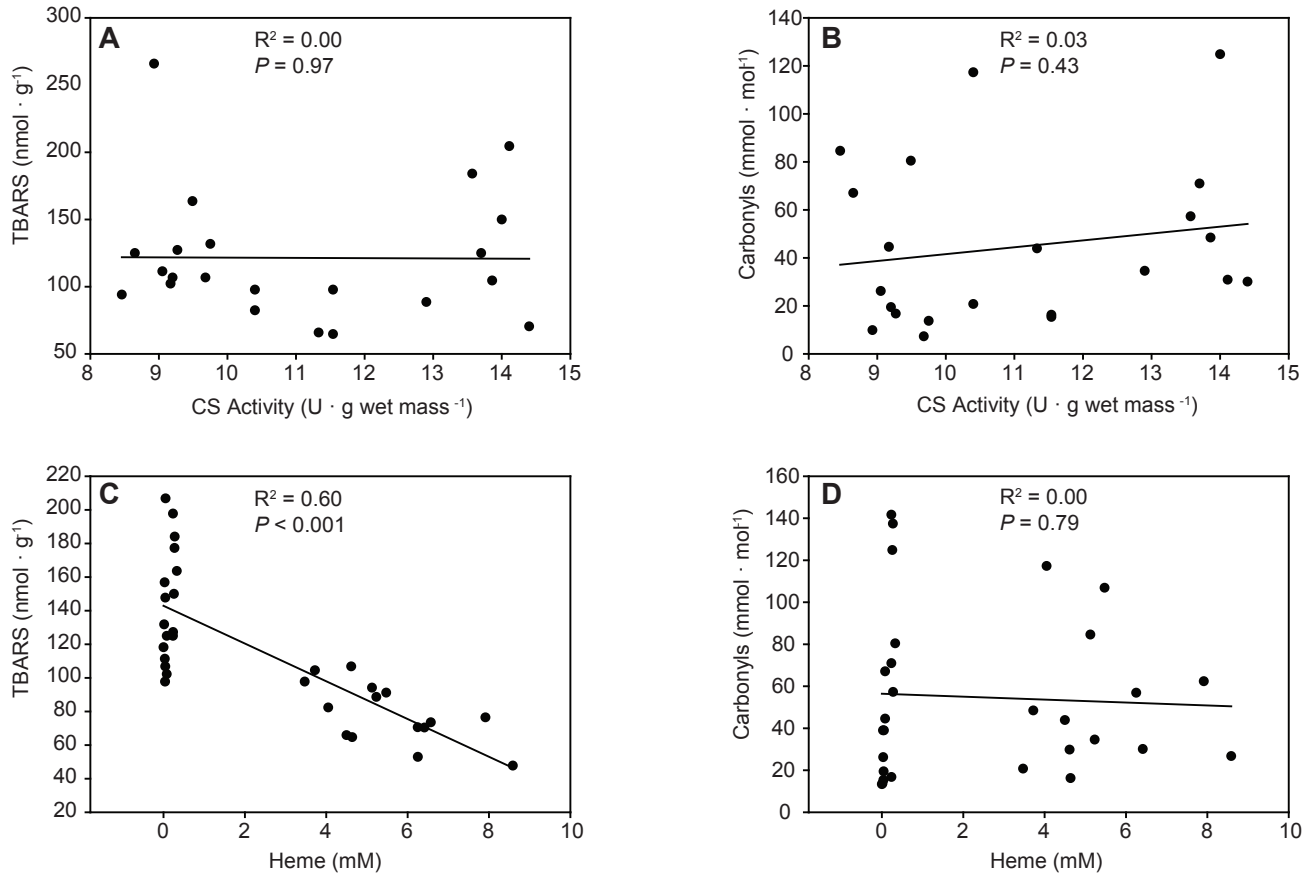 A
R² = 0.00
P = 0.97
300
250
200
150
100
50
TBARS (nmol · g⁻¹)
8 9 10 11 12 13 14 15
CS Activity (U · g wet mass ⁻¹)
B
R² = 0.03
P = 0.43
140
120
100
80
60
40
20
0
Carbonyls (mmol · mol⁻¹)
8 9 10 11 12 13 14 15
CS Activity (U · g wet mass ⁻¹)
C
R² = 0.60
P < 0.001
220
200
180
160
140
120
100
80
60
40
20
TBARS (nmol · g⁻¹)
0 2 4 6 8 10
Heme (mM)
D
R² = 0.00
P = 0.79
160
140
120
100
80
60
40
20
0
Carbonyls (mmol · mol⁻¹)
0 2 4 6 8 10
Heme (mM)